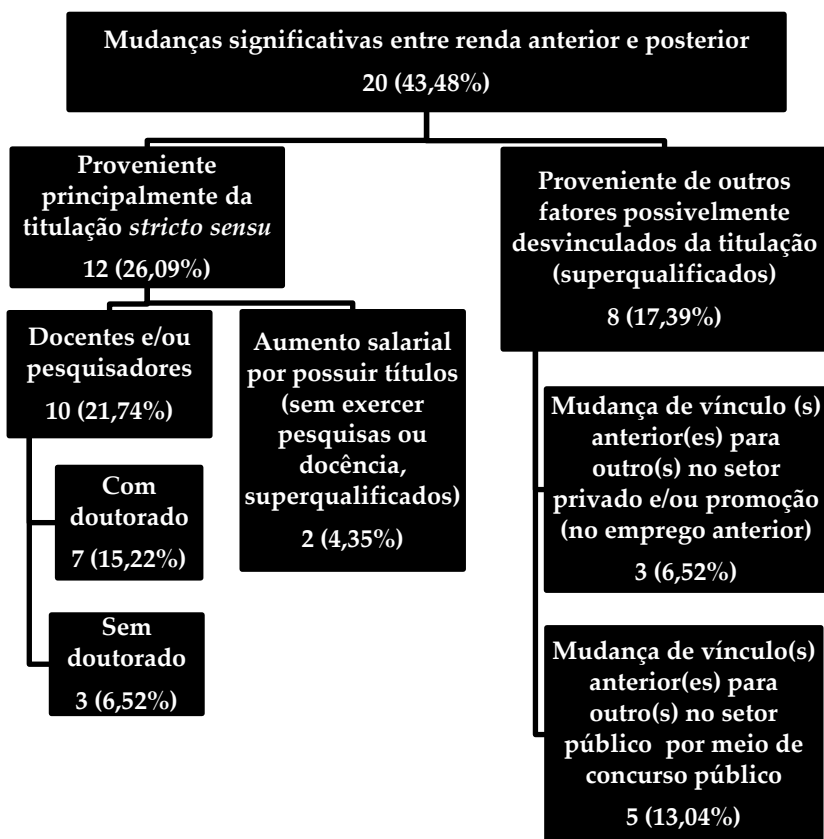 Mudanças significativas entre renda anterior e posterior
20 (43,48%)
Proveniente
principalmente da
titulação stricto sensu
12 (26,09%)
Docentes e/ou
pesquisadores
10 (21,74%)
Com
doutorado
7 (15,22%)
Sem
doutorado
3 (6,52%)
Aumento salarial
por possuir títulos
(sem exercer
pesquisas ou
docência,
superqualificados)
2 (4,35%)
Proveniente de outros
fatores possivelmente
desvinculados da titulação
(superqualificados)
8 (17,39%)
Mudança de vínculo (s)
anterior(es) para
outro(s) no setor
privado e/ou promoção
(no emprego anterior)
3 (6,52%)
Mudança de vínculo(s)
anterior(es) para
outro(s) no setor
público por meio de
concurso público
5 (13,04%)